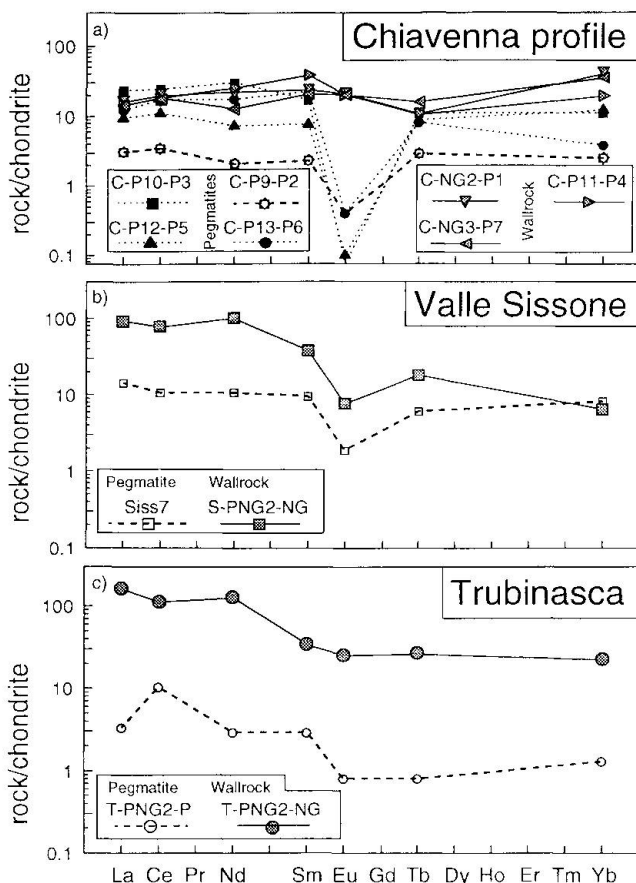 a)
Chiavenna profile
100
10
1
0.1
rock/chondrite
C-P10-P3
C-P9-P2
C-P12-P5
C-P13-P6
Pegmatites
C-NG2-P1
C-P11-P4
C-NG3-P7
Wallrock
b)
Valle Sissone
100
10
1
0.1
rock/chondrite
Pegmatite Wallrock
Siss7 S-PNG2-NG
c)
Trubinasca
100
10
1
0.1
rock/chondrite
Pegmatite Wallrock
T-PNG2-P T-PNG2-NG
La Ce Pr Nd Sm Eu Gd Tb Dy Ho Er Tm Yb